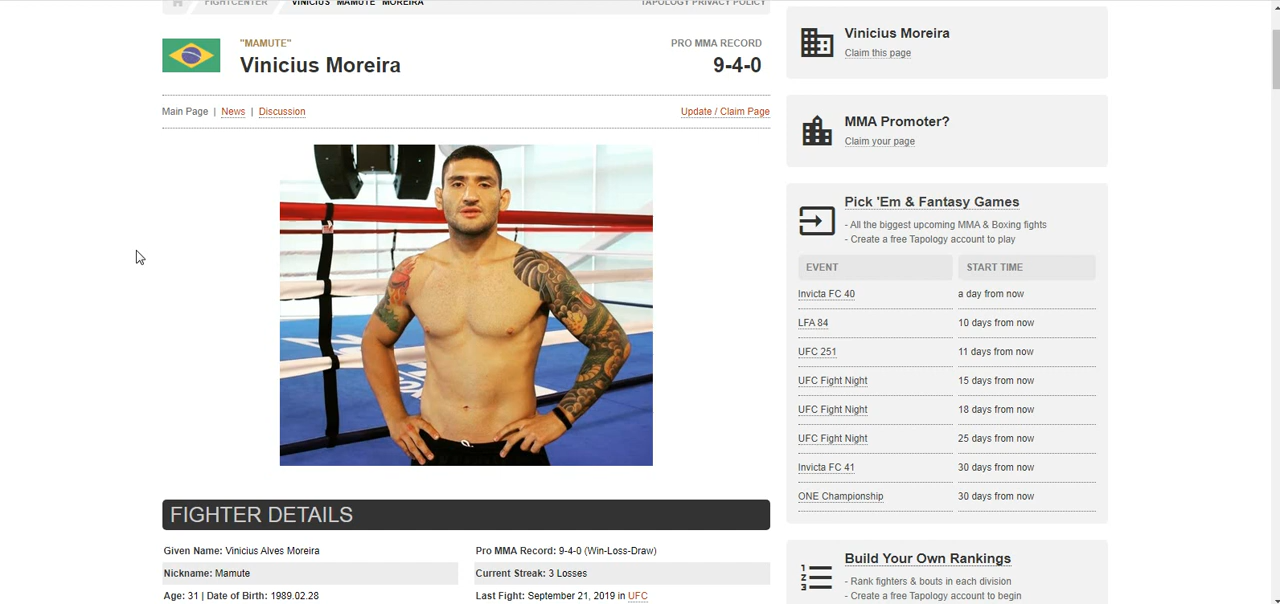 FIGHTCENTER
VINICIUS "MAMUTE" MOREIRA
TAPOLOGY PRIVACY POLICY
"MAMUTE"
Vinicius Moreira
PRO MMA RECORD
9-4-0
Main Page | News | Discussion
Update / Claim Page
FIGHTER DETAILS
Given Name: Vinicius Alves Moreira
Pro MMA Record: 9-4-0 (Win-Loss-Draw)
Nickname: Mamute
Current Streak: 3 Losses
Age: 31 | Date of Birth: 1989.02.28
Last Fight: September 21, 2019 in UFC
Vinicius Moreira
Claim this page
MMA Promoter?
Claim your page
Pick 'Em & Fantasy Games
- All the biggest upcoming MMA & Boxing fights
- Create a free Tapology account to play
EVENT START TIME
Invicta FC 40 a day from now
LFA 84 10 days from now
UFC 251 11 days from now
UFC Fight Night 15 days from now
UFC Fight Night 18 days from now
UFC Fight Night 25 days from now
Invicta FC 41 30 days from now
ONE Championship 30 days from now
Build Your Own Rankings
- Rank fighters & bouts in each division
- Create a free Tapology account to begin